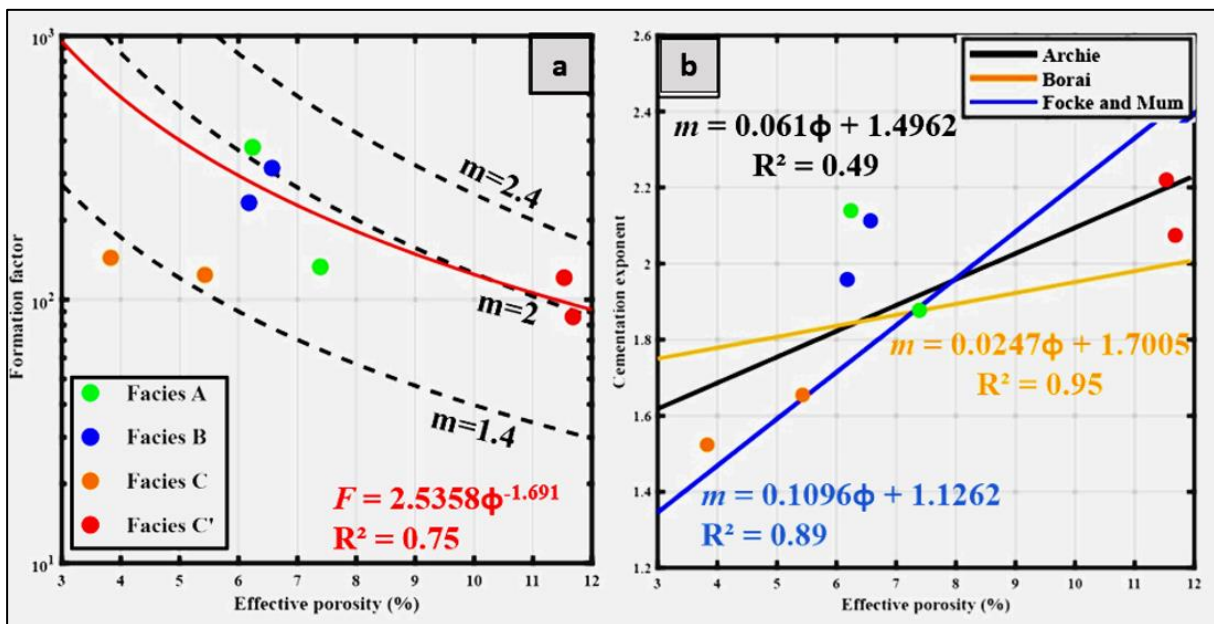 a
10³
10²
10¹
Formation factor
m=2.4
m=2
m=1.4
Facies A
Facies B
Facies C
Facies C'
F = 2.5358ϕ⁻¹·⁶⁹¹
R² = 0.75
3 4 5 6 7 8 9 10 11 12
Effective porosity (%)
b
2.6
2.4
2.2
2
1.8
1.6
1.4
1.2
Cementation exponent
Archie
Borai
Focke and Mum
m = 0.061ϕ + 1.4962
R² = 0.49
m = 0.0247ϕ + 1.7005
R² = 0.95
m = 0.1096ϕ + 1.1262
R² = 0.89
3 4 5 6 7 8 9 10 11 12
Effective porosity (%)